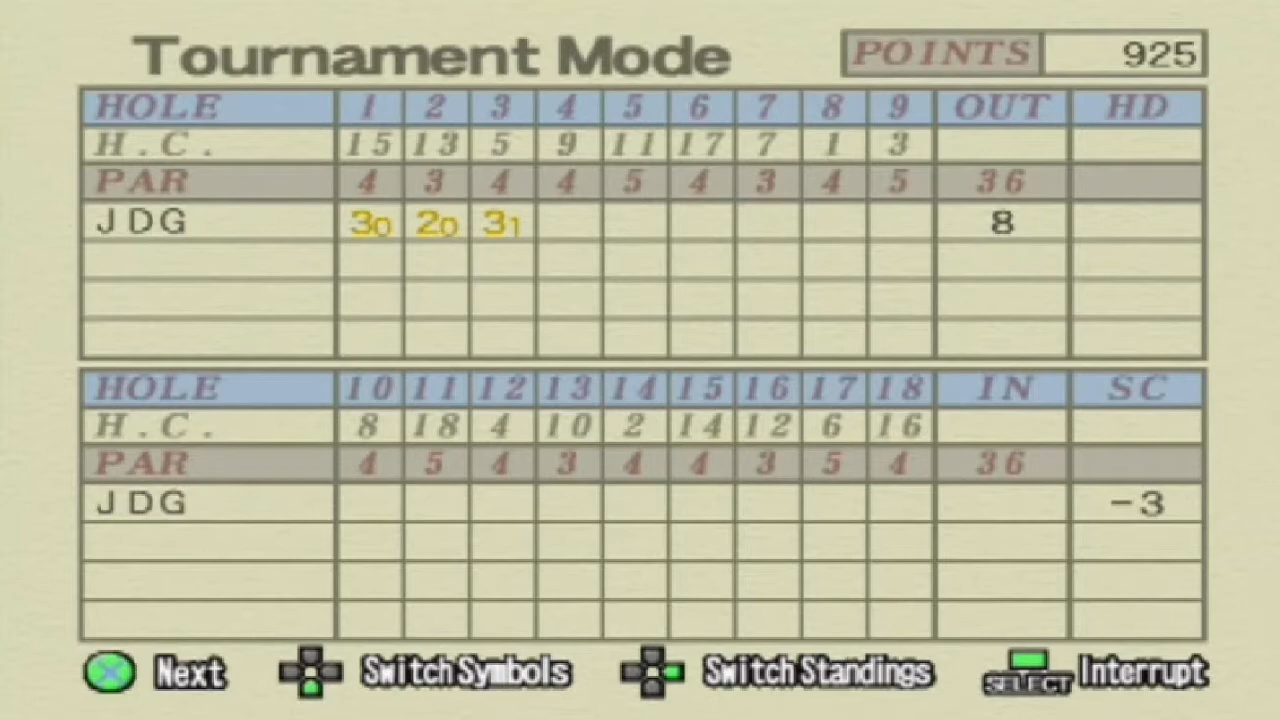 Tournament Mode POINTS 925
HOLE 1 2 3 4 5 6 7 8 9 OUT HD
H.C. 15 13 5 9 11 17 7 1 3
PAR 4 3 4 4 5 4 3 4 5 36
JDG 30 20 31 8
HOLE 10 11 12 13 14 15 16 17 18 IN SC
H.C. 8 18 4 10 2 14 12 6 16
PAR 4 5 4 3 4 4 3 5 4 36
JDG -3
Next Switch Symbols Switch Standings SELECT Interrupt